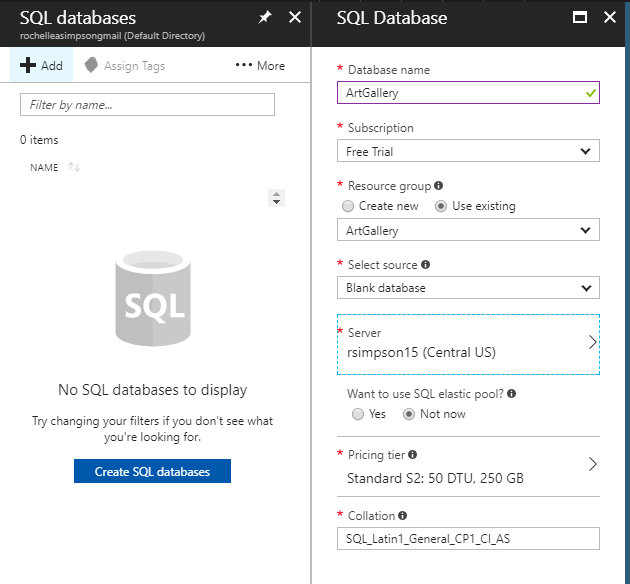 SQL databases
rochelleasimpsongmail (Default Directory)
Add
Assign Tags
More
Filter by name...
0 items
NAME
SQL
No SQL databases to display
Try changing your filters if you don't see what
you're looking for.
Create SQL databases
SQL Database
* Database name
ArtGallery
* Subscription
Free Trial
* Resource group
Create new Use existing
ArtGallery
* Select source
Blank database
* Server
rsimpson15 (Central US)
Want to use SQL elastic pool?
Yes Not now
* Pricing tier
Standard S2: 50 DTU, 250 GB
* Collation
SQL_Latin1_General_CP1_CI_AS